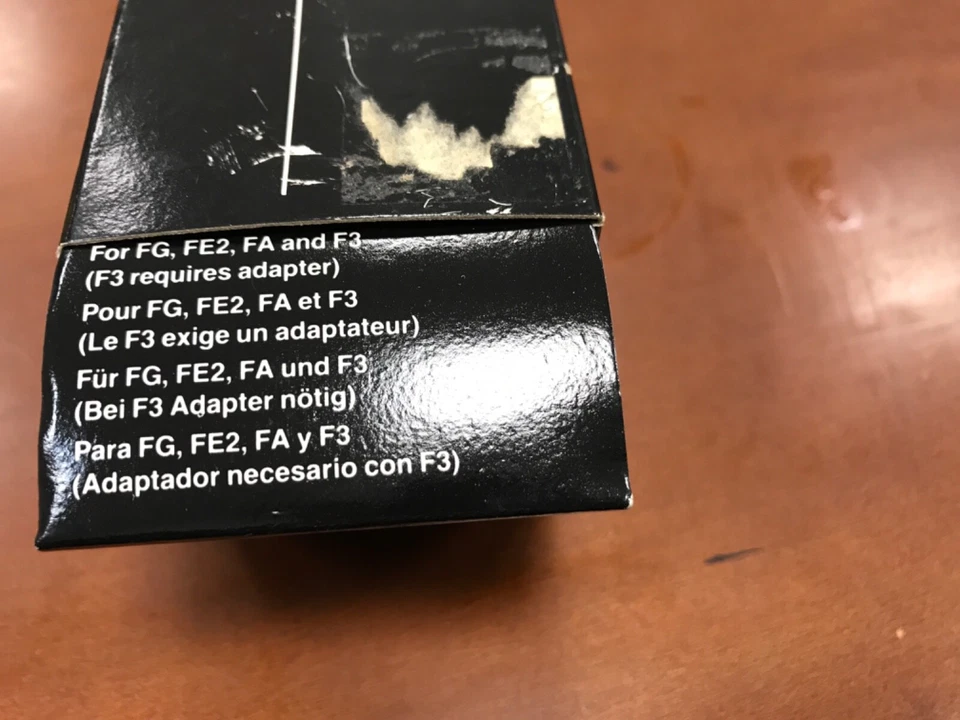 For FG, FE2, FA and F3
(F3 requires adapter)
Pour FG, FE2, FA et F3
(Le F3 exige un adaptateur)
Für FG, FE2, FA und F3
(Bei F3 Adapter nötig)
Para FG, FE2, FA y F3
(Adaptador necesario con F3)